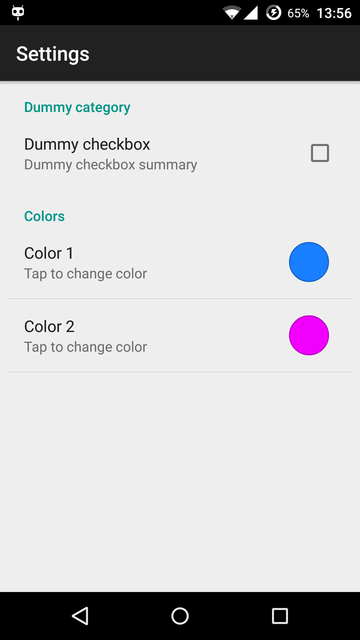 65% 13:56
Settings
Dummy category
Dummy checkbox
Dummy checkbox summary
Colors
Color 1
Tap to change color
Color 2
Tap to change color